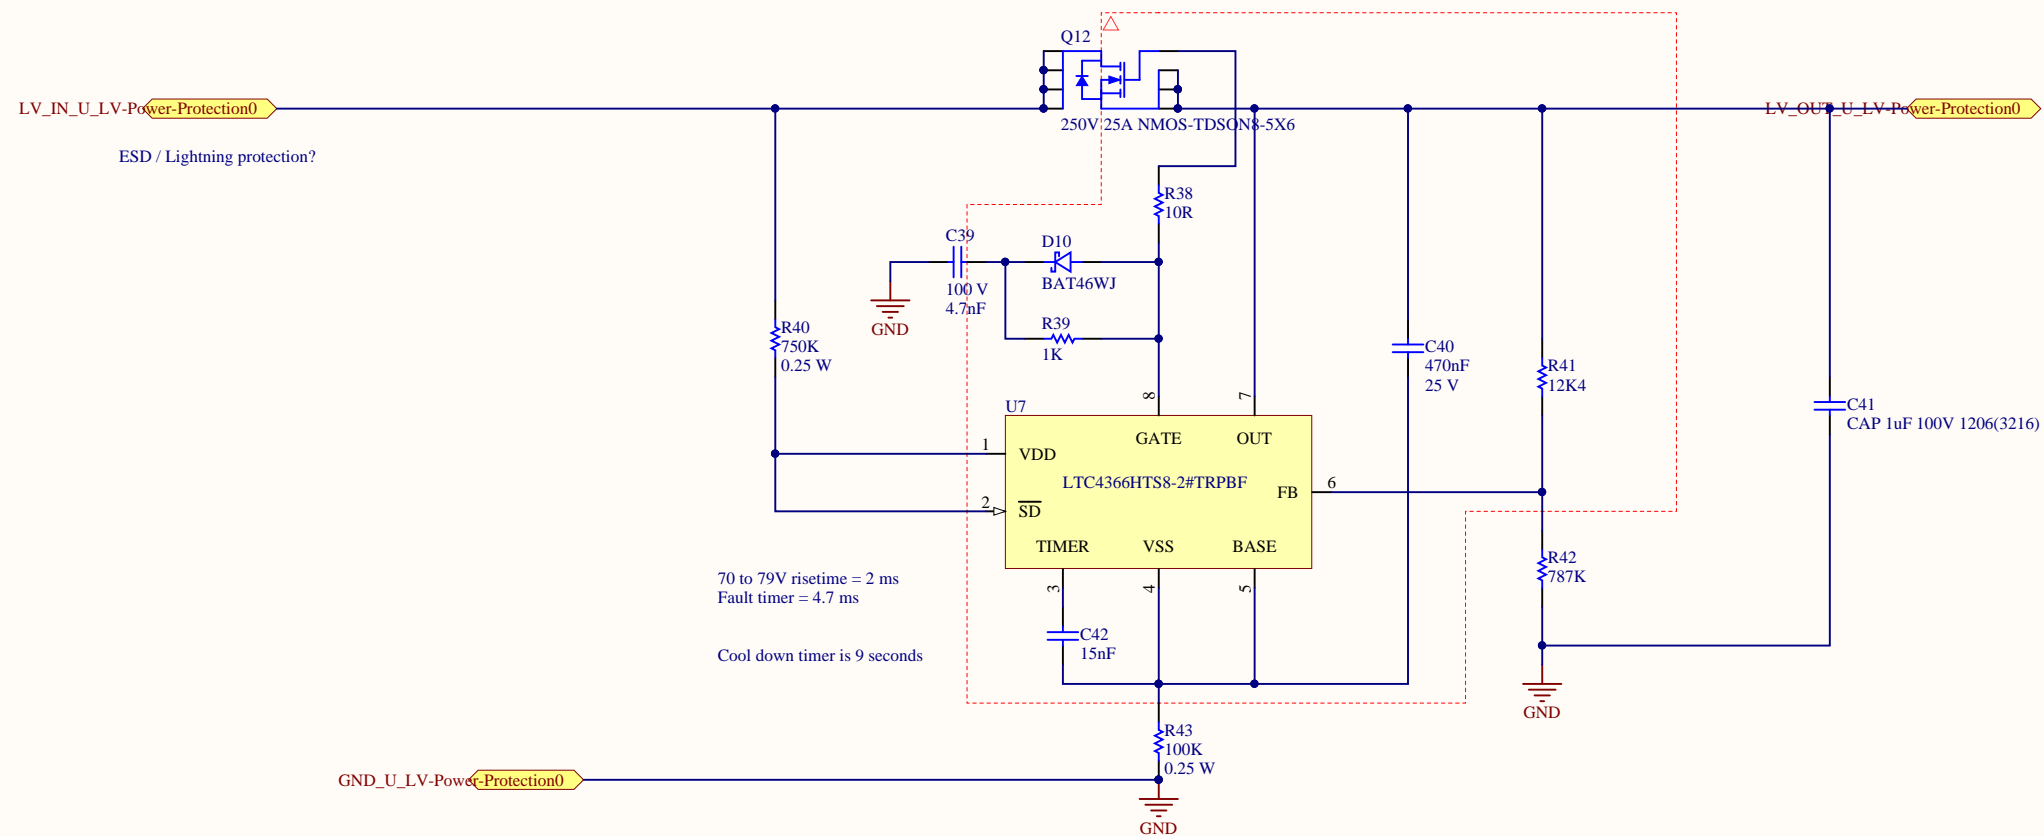 Q12
LV_IN_U_LV-Power-Protection0
LV_OUT_U_LV-Power-Protection0
250V 25A NMOS-TDSON8-5X6
ESD / Lightning protection?
R38
10R
C39
100 V
4.7nF
D10
BAT46WJ
GND
R39
1K
R40
750K
0.25 W
C40
470nF
25 V
R41
12K4
C41
CAP 1uF 100V 1206(3216)
U7
8
7
GATE
OUT
1
VDD
LTC4366HTS8-2#TRPBF
FB
6
2
SD
TIMER
VSS
BASE
3
4
5
R42
787K
70 to 79V risetime = 2 ms
Fault timer = 4.7 ms
C42
15nF
Cool down timer is 9 seconds
GND
R43
100K
0.25 W
GND_U_LV-Power-Protection0
GND